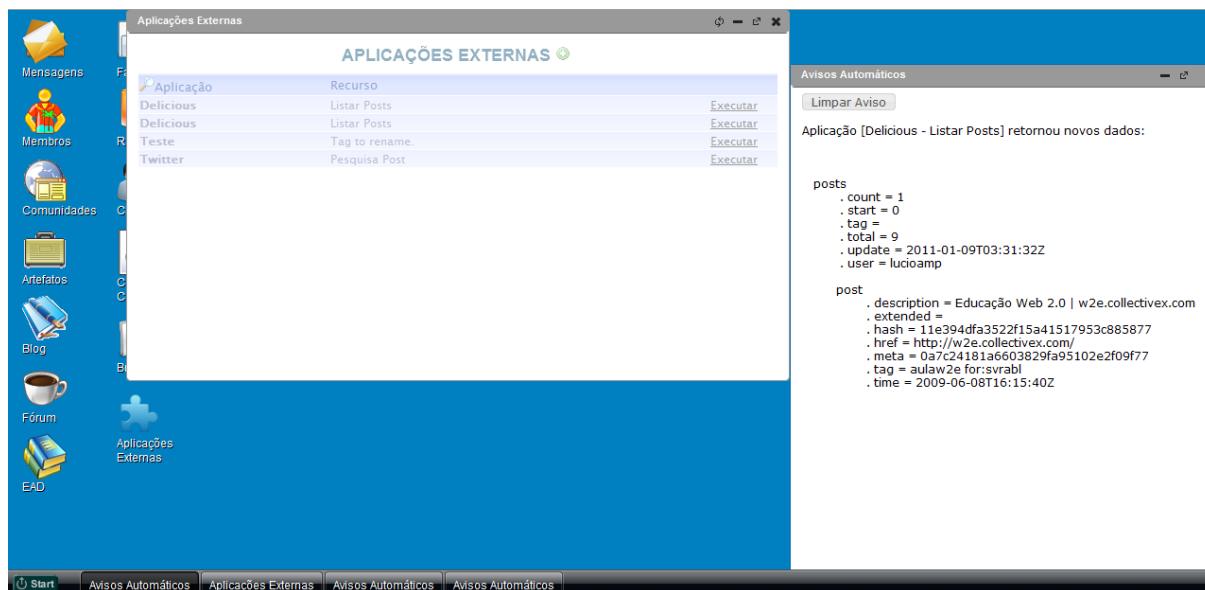 Aplicações Externas
APLICAÇÕES EXTERNAS
Aplicação Recurso
Delicious Listar Posts Executar
Delicious Listar Posts Executar
Teste Tag to rename. Executar
Twitter Pesquisa Post Executar
Mensagens
Membros
Comunidades
Artefatos
Blog
Fórum
EAD
Aplicações
Externas
Avisos Automáticos
Limpar Aviso
Aplicação [Delicious - Listar Posts] retornou novos dados:
posts
. count = 1
. start = 0
. tag =
. total = 9
. update = 2011-01-09T03:31:32Z
. user = lucioamp
post
. description = Educação Web 2.0 | w2e.collectivex.com
. extended =
. hash = 11e394dfa3522f15a41517953c885877
. href = http://w2e.collectivex.com/
. meta = 0a7c24181a6603829fa95102e2f09f77
. tag = aulaw2e for:svrabl
. time = 2009-06-08T16:15:40Z
Start Avisos Automáticos Aplicações Externas Avisos Automáticos Avisos Automáticos